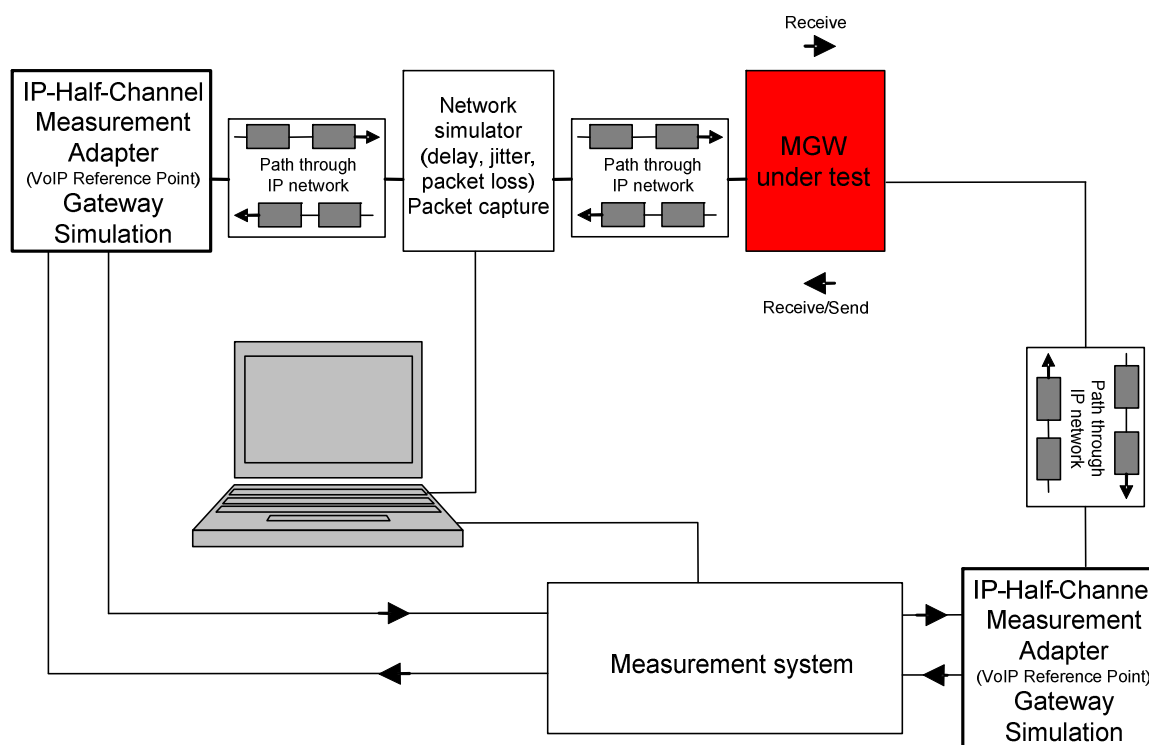 Receive
IP-Half-Channel
Measurement
Adapter
(VoIP Reference Point)
Gateway
Simulation
Path through
IP network
Network
simulator
(delay, jitter,
packet loss)
Packet capture
Path through
IP network
MGW
under test
Receive/Send
Path through
IP network
Measurement system
IP-Half-Channel
Measurement
Adapter
(VoIP Reference Point)
Gateway
Simulation